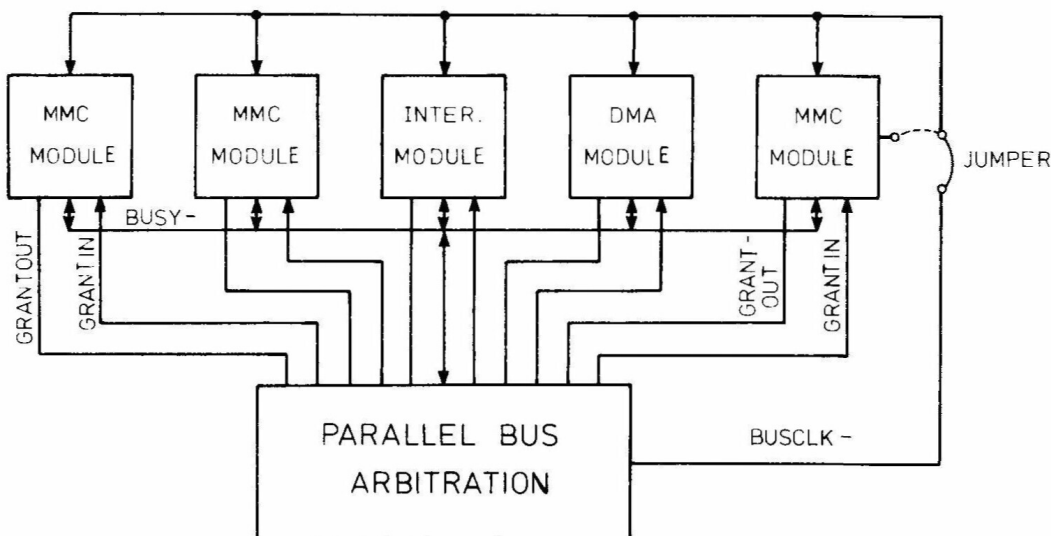 MMC
MODULE
MMC
MODULE
INTER.
MODULE
DMA
MODULE
MMC
MODULE
JUMPER
BUSY-
GRANTOUT
GRANTIN
GRANT-
OUT
GRANTIN
PARALLEL BUS
ARBITRATION
BUSCLK-